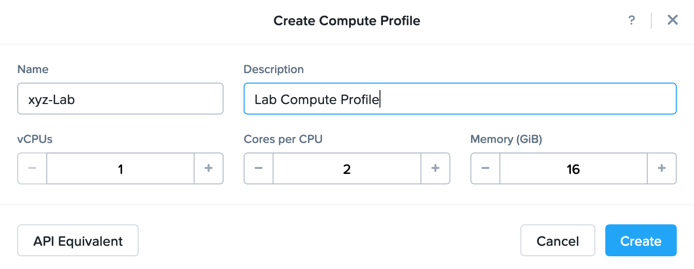 Create Compute Profile
?
×
Name
Description
xyz-Lab
Lab Compute Profile
vCPUs
Cores per CPU
Memory (GiB)
− 1 +
− 2 +
− 16 +
API Equivalent
Cancel
Create